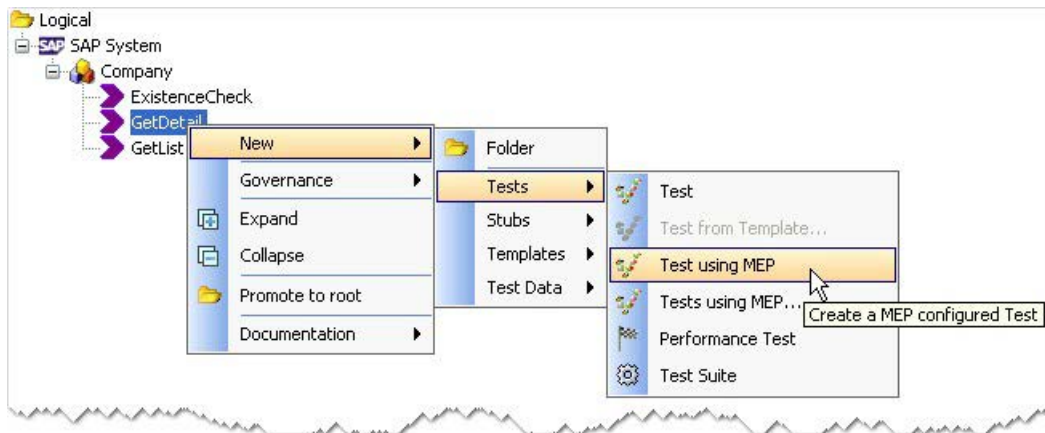 Logical
SAP SAP System
Company
ExistenceCheck
GetDetail
GetList
New
Governance
Expand
Collapse
Promote to root
Documentation
Folder
Tests
Stubs
Templates
Test Data
Test
Test from Template...
Test using MEP
Tests using MEP...
Create a MEP configured Test
Performance Test
Test Suite